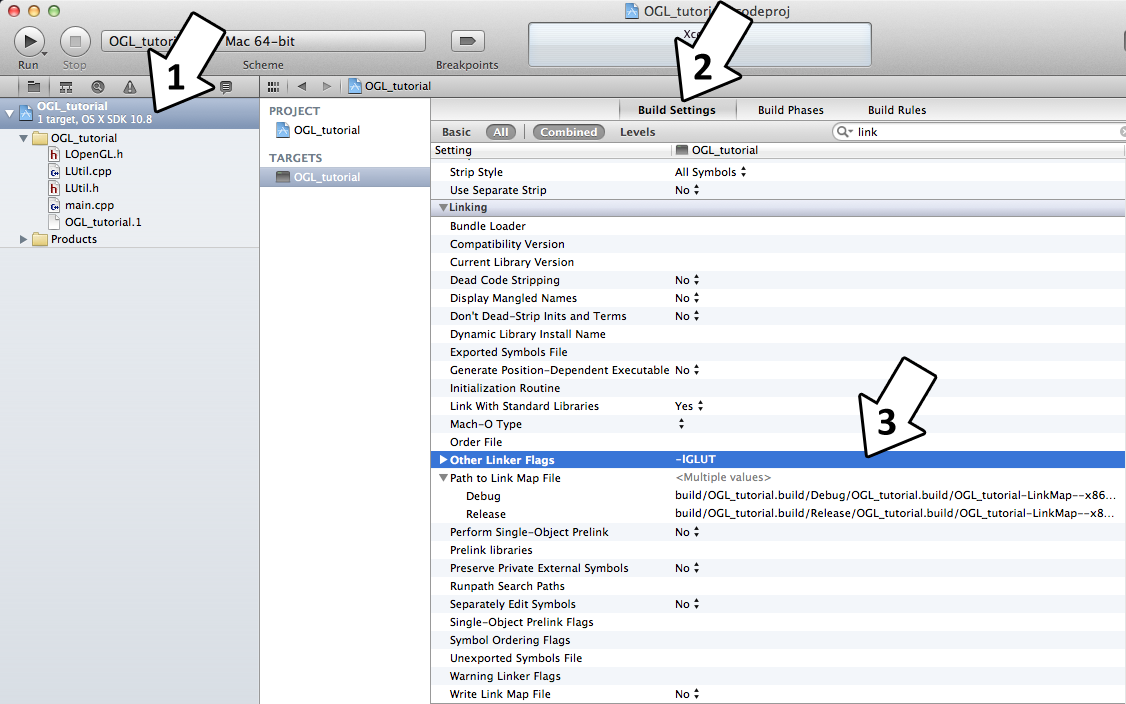 OGL_tutorial.xcodeproj
OGL_tutorial Mac 64-bit
Run Stop Scheme Breakpoints
1
2
OGL_tutorial
1 target, OS X SDK 10.8
OGL_tutorial
LOpenGL.h
LUtil.cpp
LUtil.h
main.cpp
OGL_tutorial.1
Products
OGL_tutorial
PROJECT
OGL_tutorial
TARGETS
OGL_tutorial
Build Settings Build Phases Build Rules
Basic All Combined Levels link
Setting OGL_tutorial
Strip Style All Symbols
Use Separate Strip No
Linking
Bundle Loader
Compatibility Version
Current Library Version
Dead Code Stripping No
Display Mangled Names No
Don't Dead-Strip Inits and Terms No
Dynamic Library Install Name
Exported Symbols File
Generate Position-Dependent Executable No
Initialization Routine
Link With Standard Libraries Yes
Mach-O Type
3
Order File
Other Linker Flags -lGLUT
Path to Link Map File <Multiple values>
Debug build/OGL_tutorial.build/Debug/OGL_tutorial.build/OGL_tutorial-LinkMap--x86...
Release build/OGL_tutorial.build/Release/OGL_tutorial.build/OGL_tutorial-LinkMap--x8...
Perform Single-Object Prelink No
Prelink libraries
Preserve Private External Symbols No
Runpath Search Paths
Separately Edit Symbols No
Single-Object Prelink Flags
Symbol Ordering Flags
Unexported Symbols File
Warning Linker Flags
Write Link Map File No